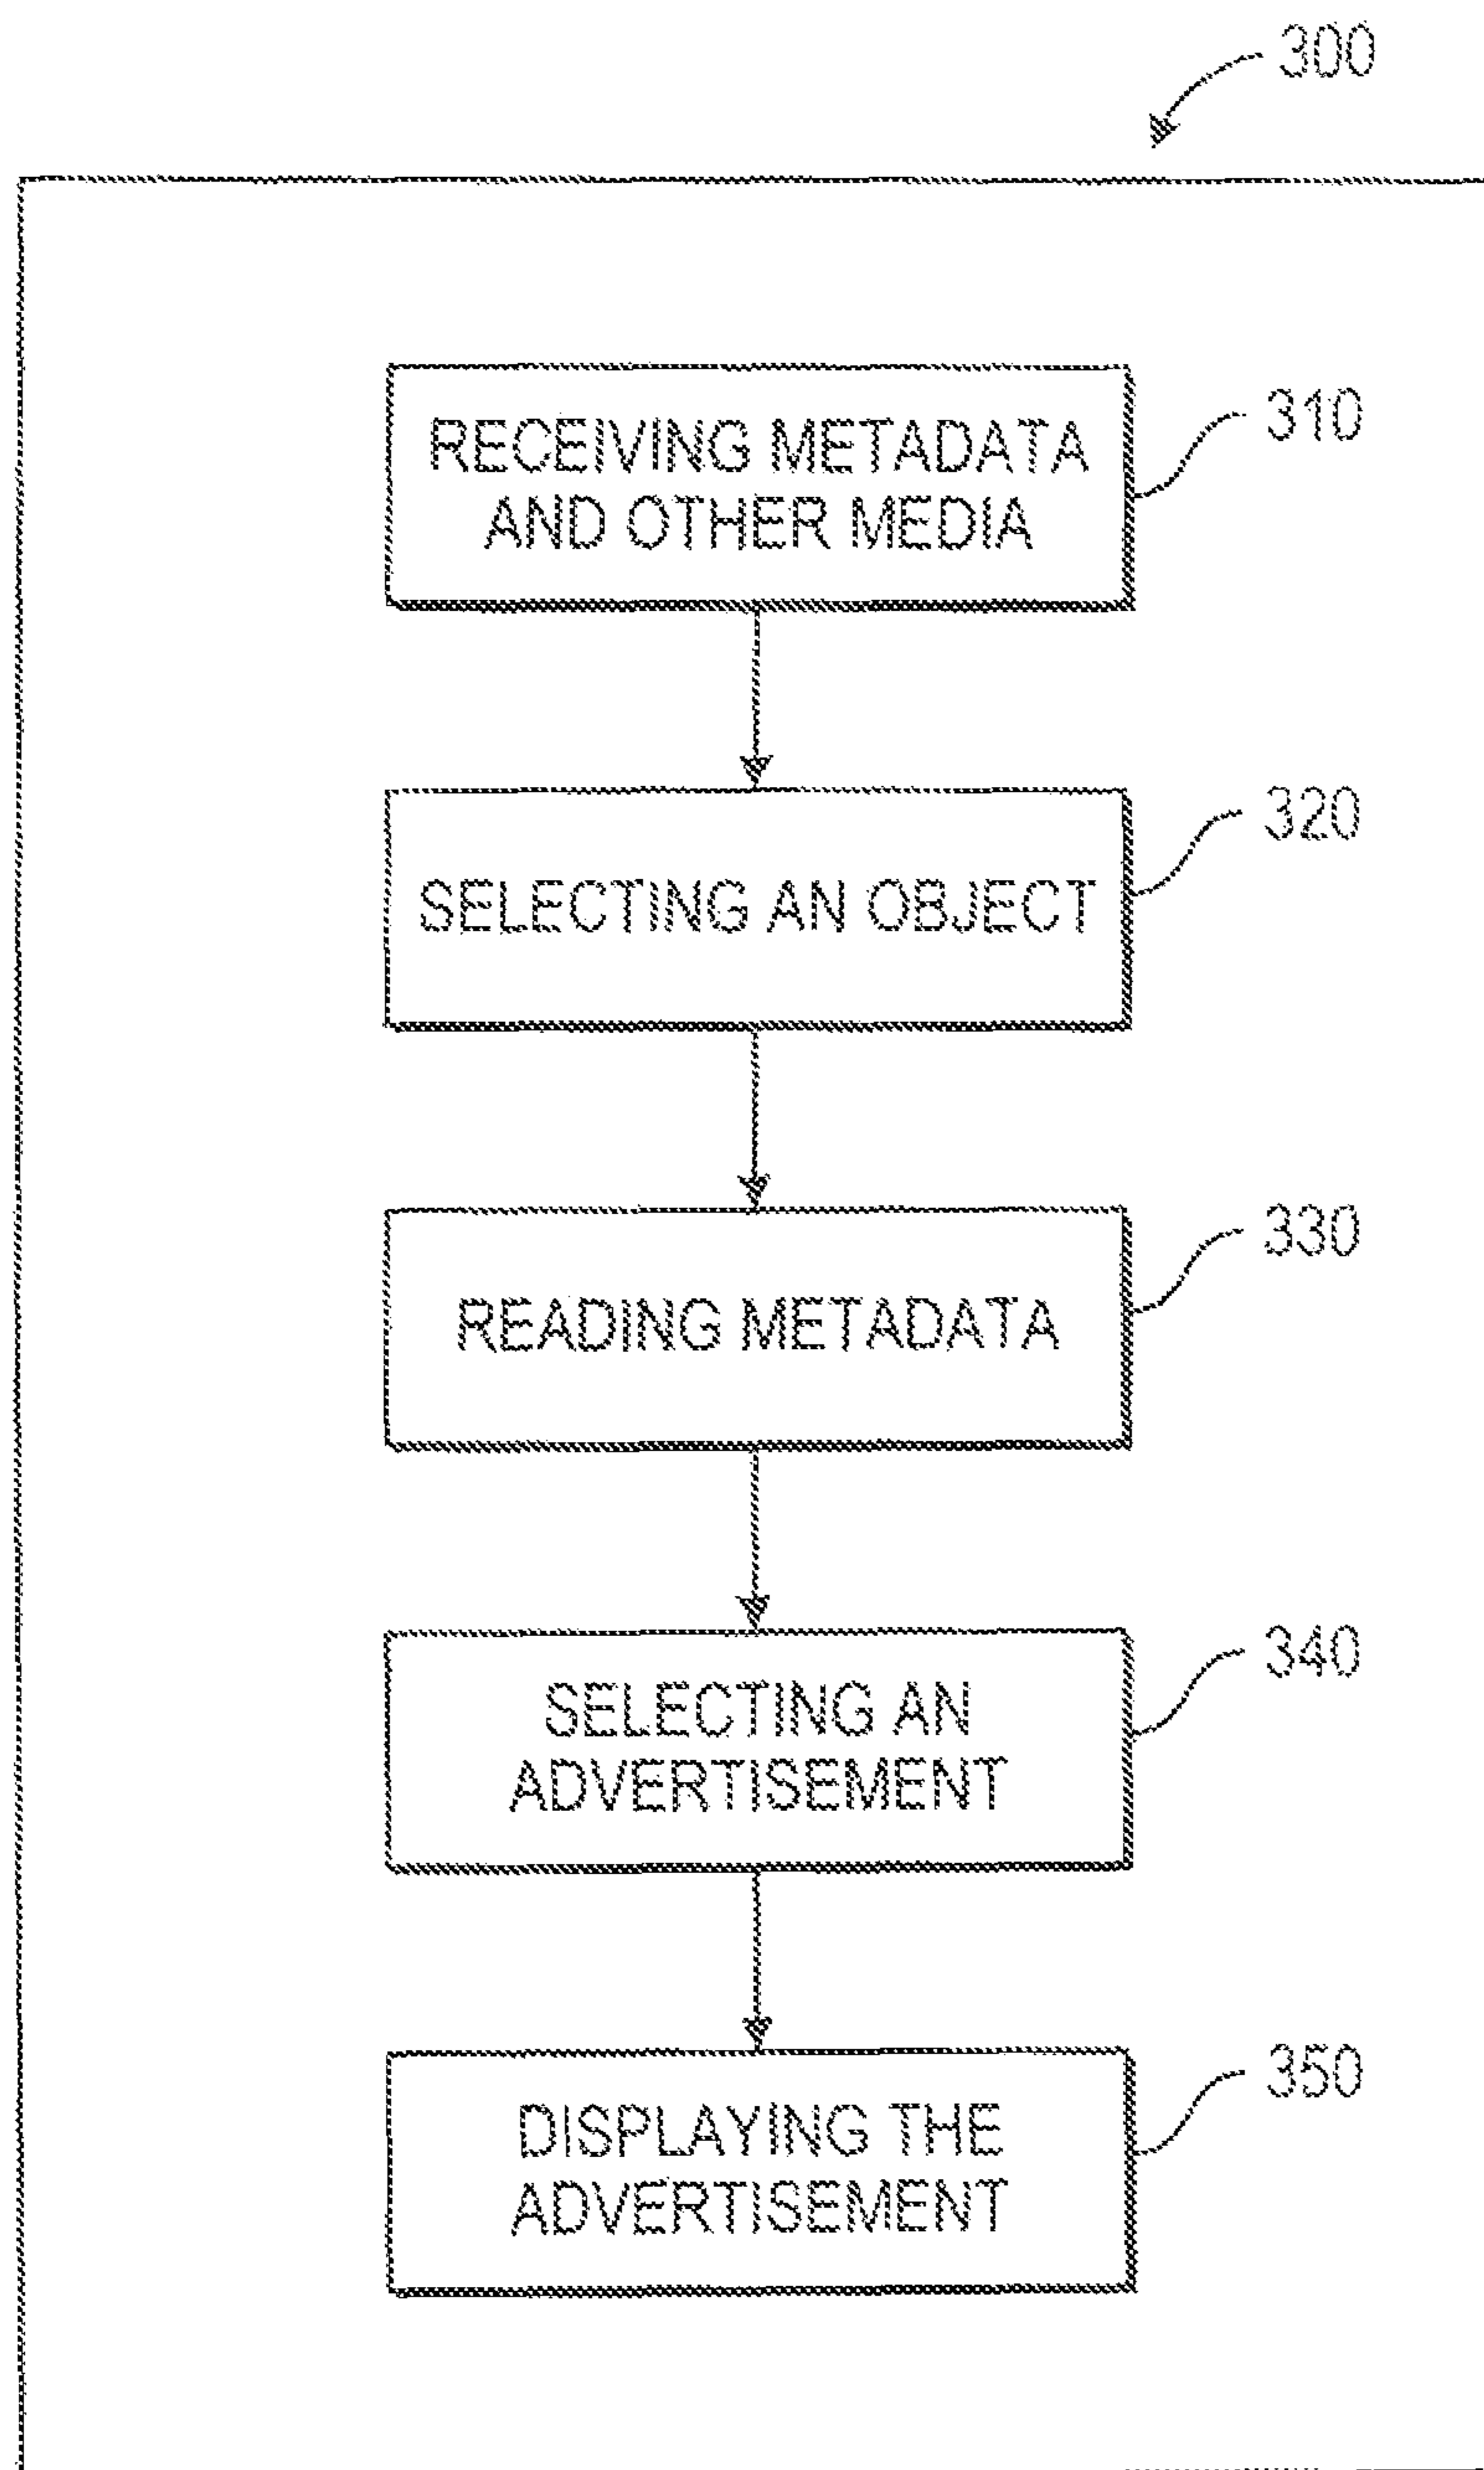 300
RECEIVING METADATA
AND OTHER MEDIA
310
SELECTING AN OBJECT
320
READING METADATA
330
SELECTING AN
ADVERTISEMENT
340
DISPLAYING THE
ADVERTISEMENT
350